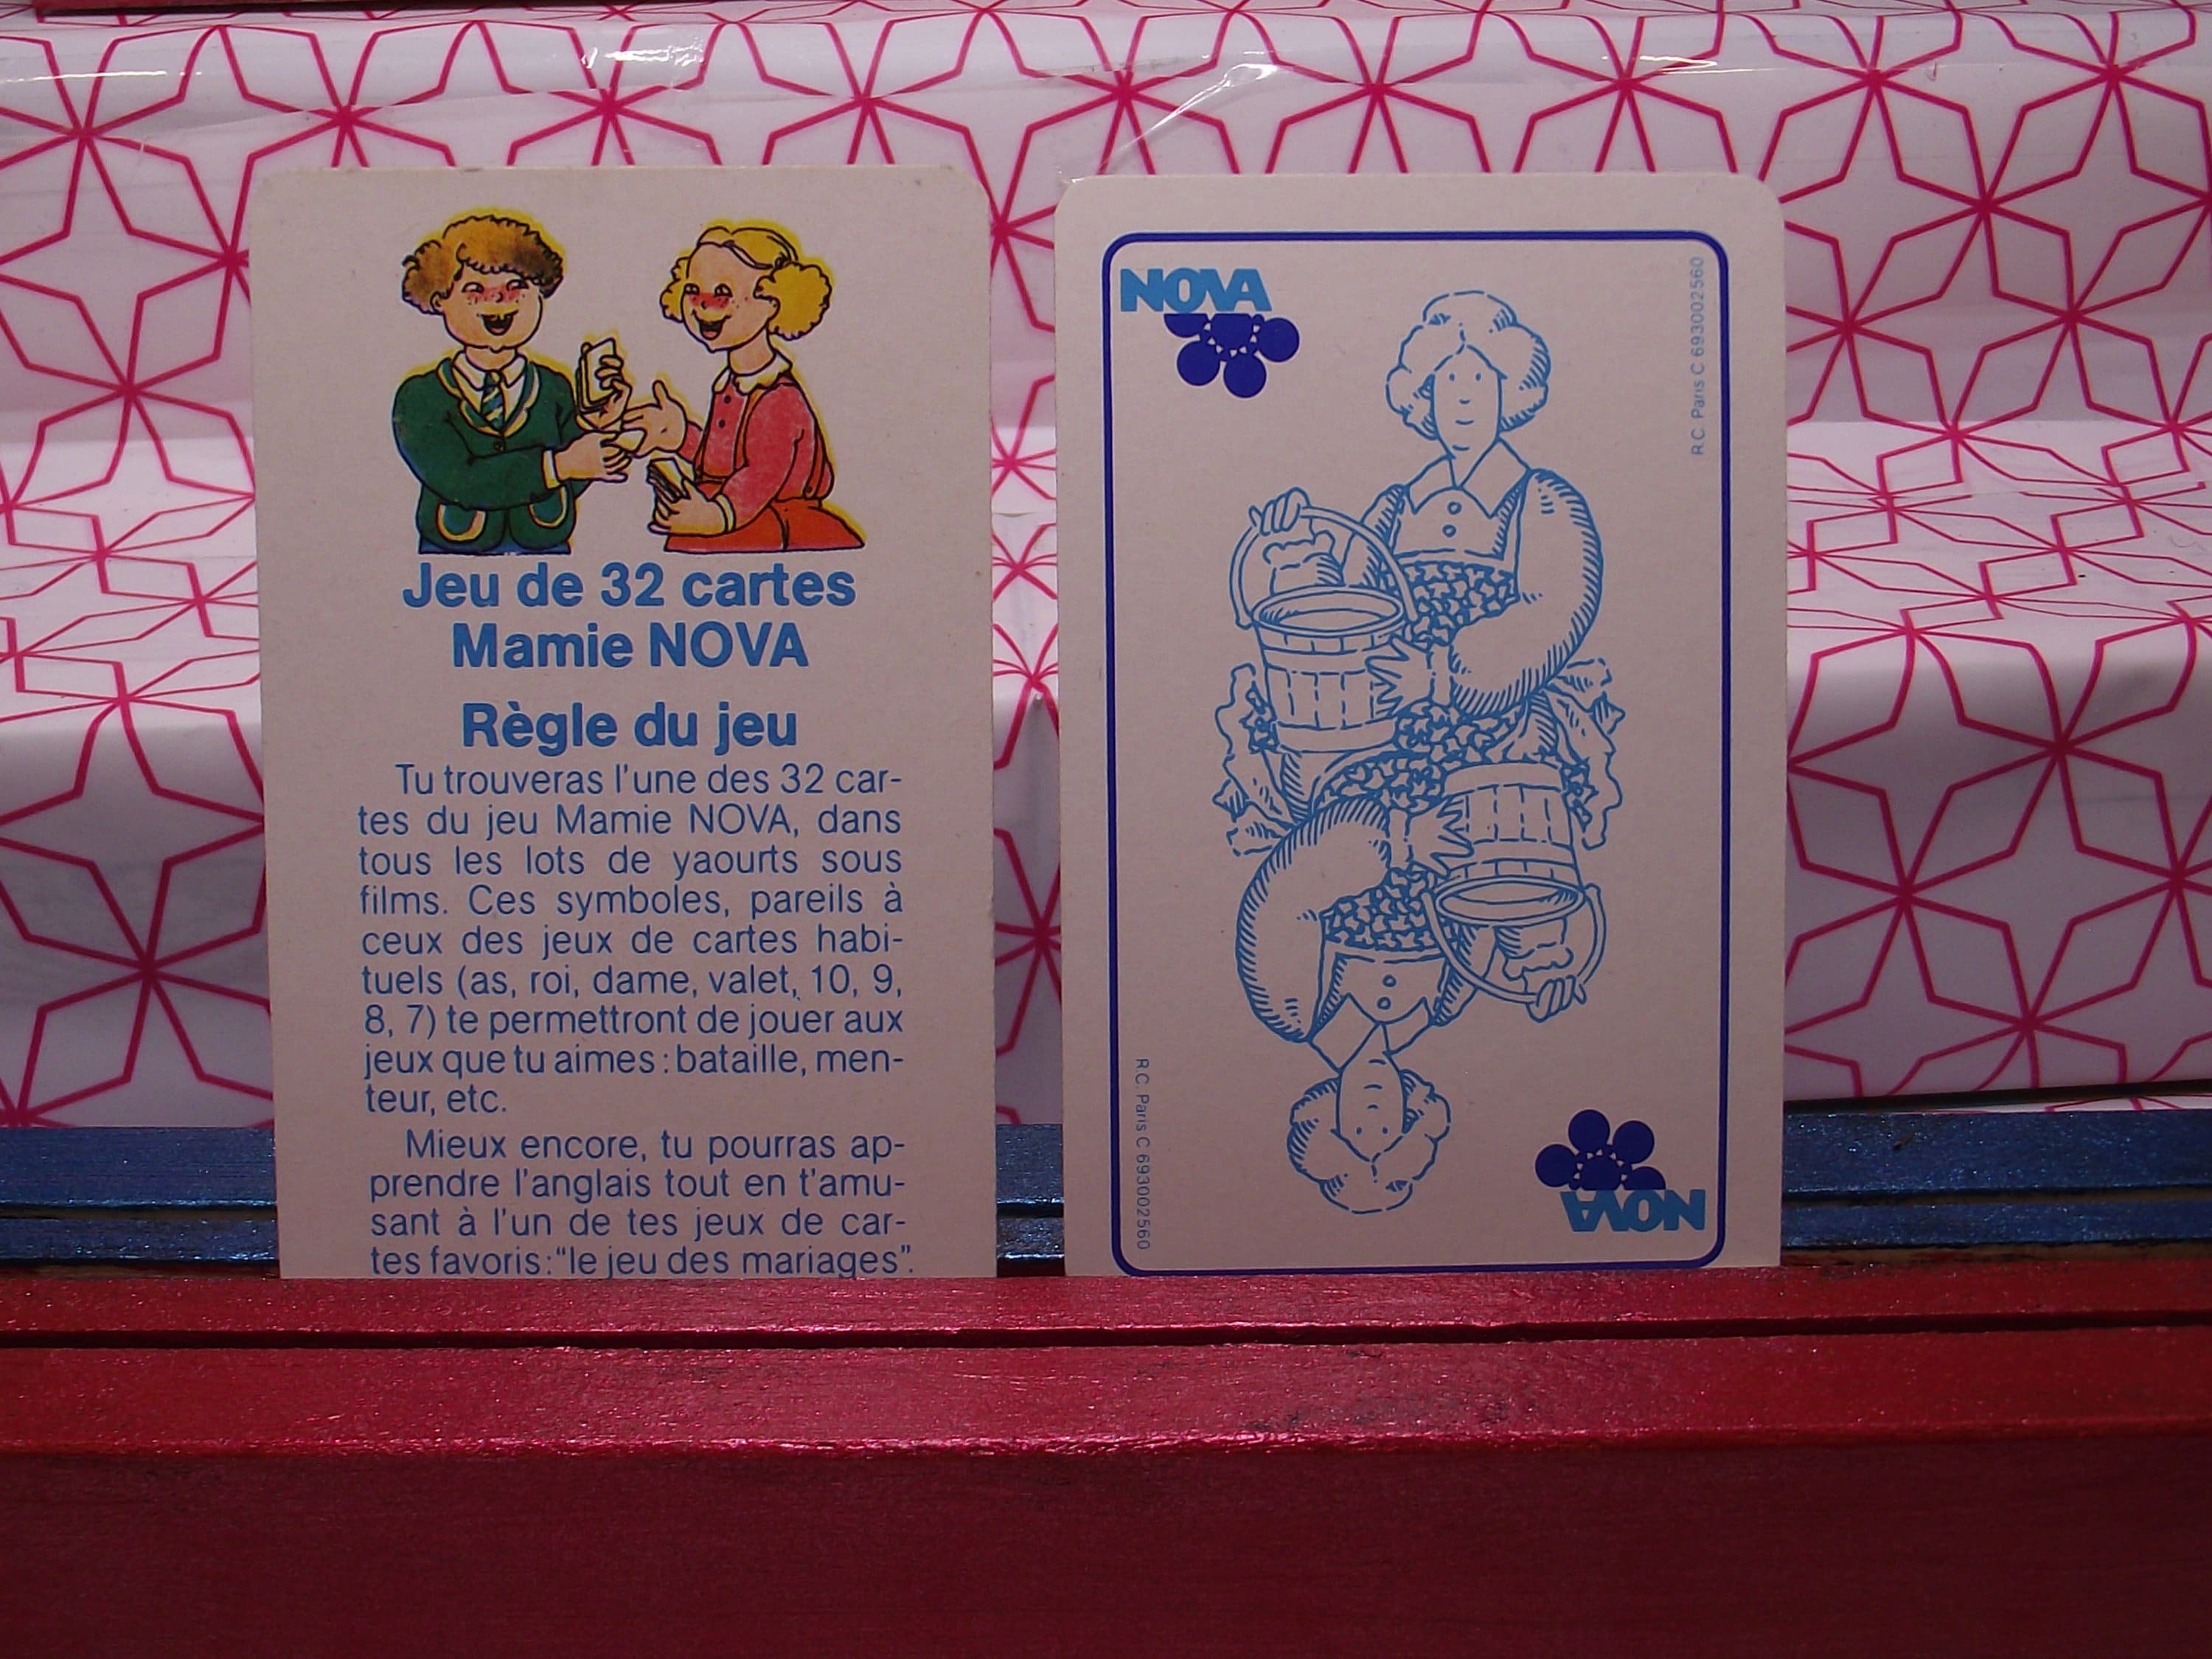 Jeu de 32 cartes
Mamie NOVA
Règle du jeu
Tu trouveras l'une des 32 car-
tes du jeu Mamie NOVA, dans
tous les lots de yaourts sous
films. Ces symboles, pareils à
ceux des jeux de cartes habi-
tuels (as, roi, dame, valet, 10, 9,
8, 7) te permettront de jouer aux
jeux que tu aimes : bataille, men-
teur, etc.
Mieux encore, tu pourras ap-
prendre l'anglais tout en t'amu-
sant à l'un de tes jeux de car-
tes favoris : "le jeu des mariages".
NOVA
R.C. Paris C 693002560
R.C. Paris C 693002560
NOVA